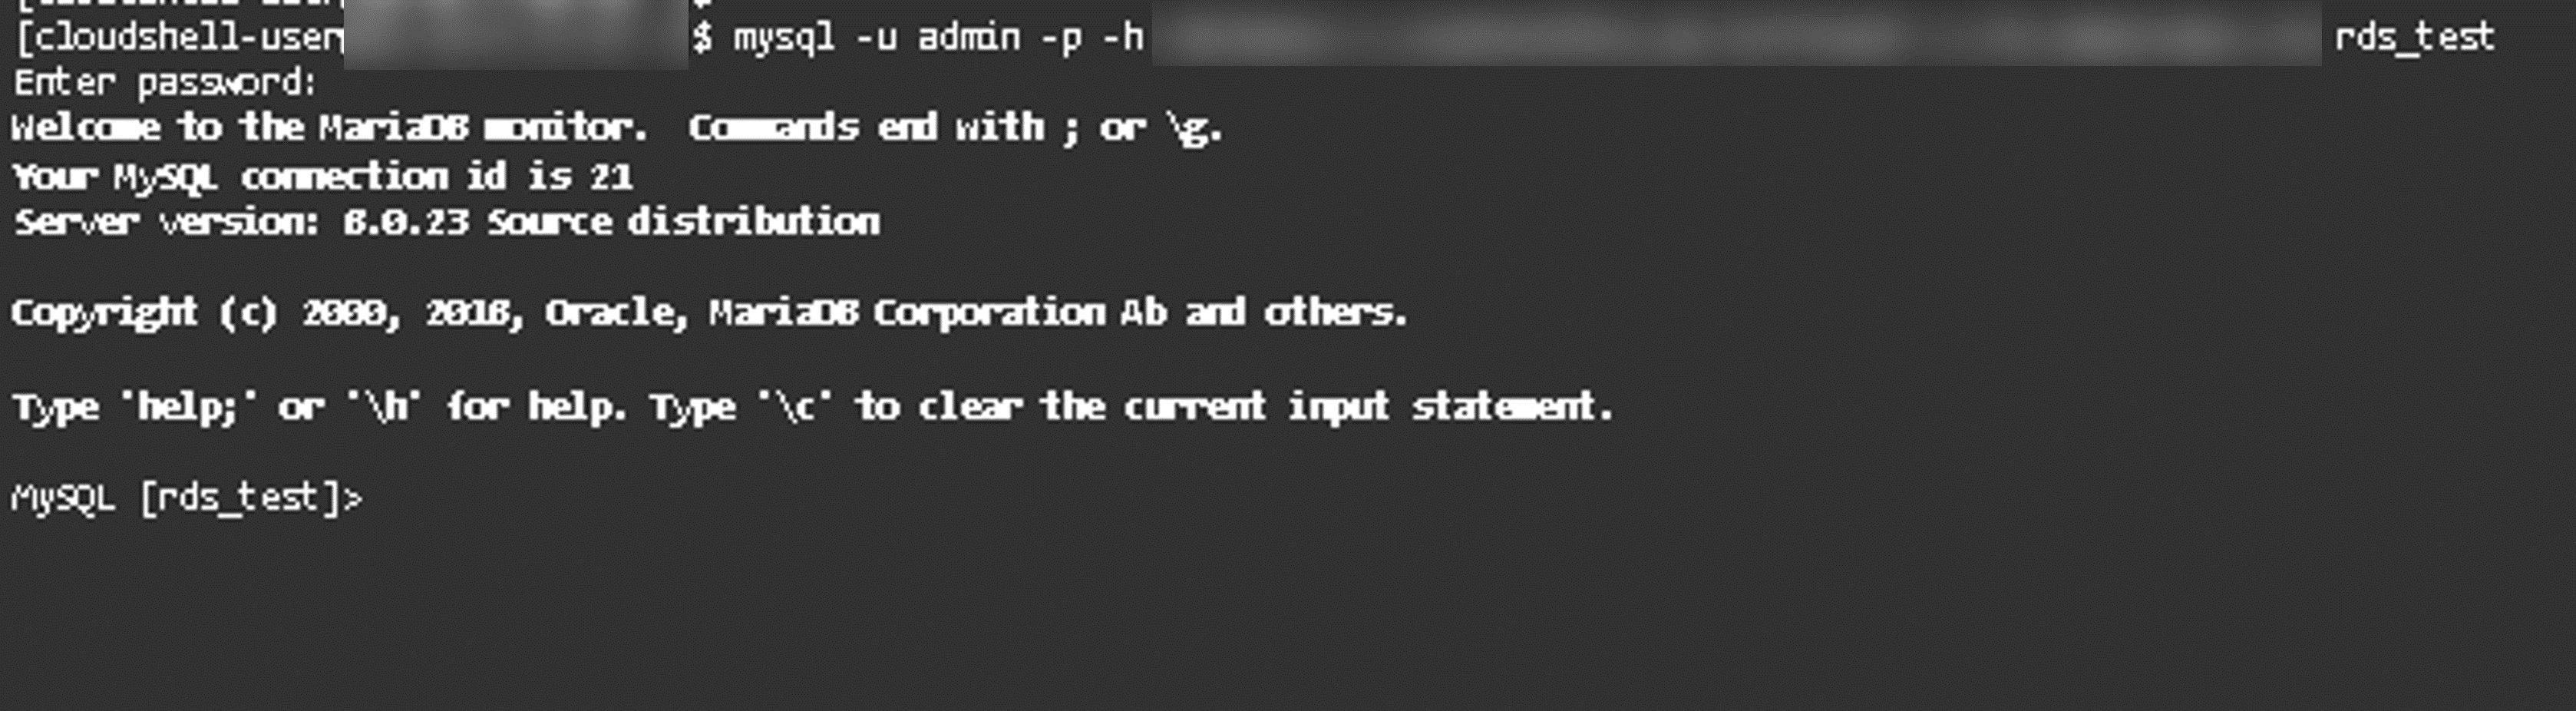 [cloudshell-user $ mysql -u admin -p -h rds_test
Enter password:
Welcome to the MariaDB monitor.  Commands end with ; or \g.
Your MySQL connection id is 21
Server version: 8.0.23 Source distribution

Copyright (c) 2000, 2018, Oracle, MariaDB Corporation Ab and others.

Type 'help;' or '\h' for help. Type '\c' to clear the current input statement.

MySQL [rds_test]>